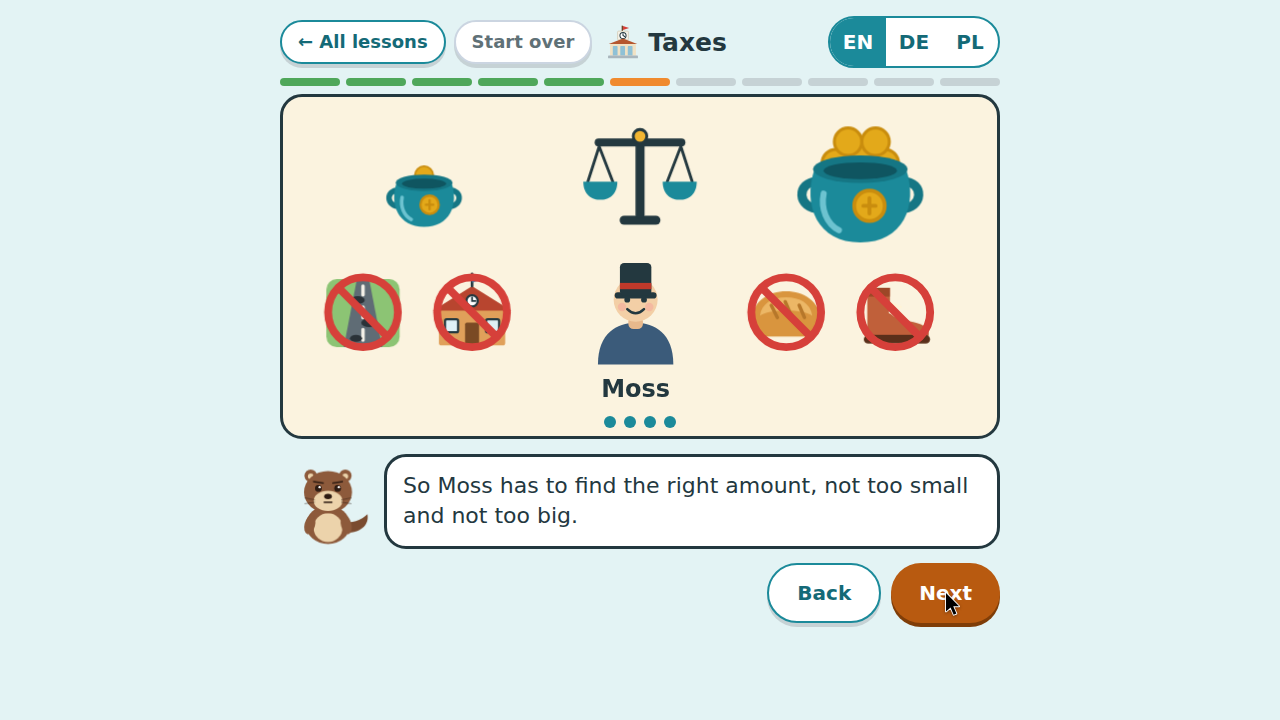 ← All lessons
Start over
Taxes
EN
DE
PL
Moss
So Moss has to find the right amount, not too small
and not too big.
Back
Next